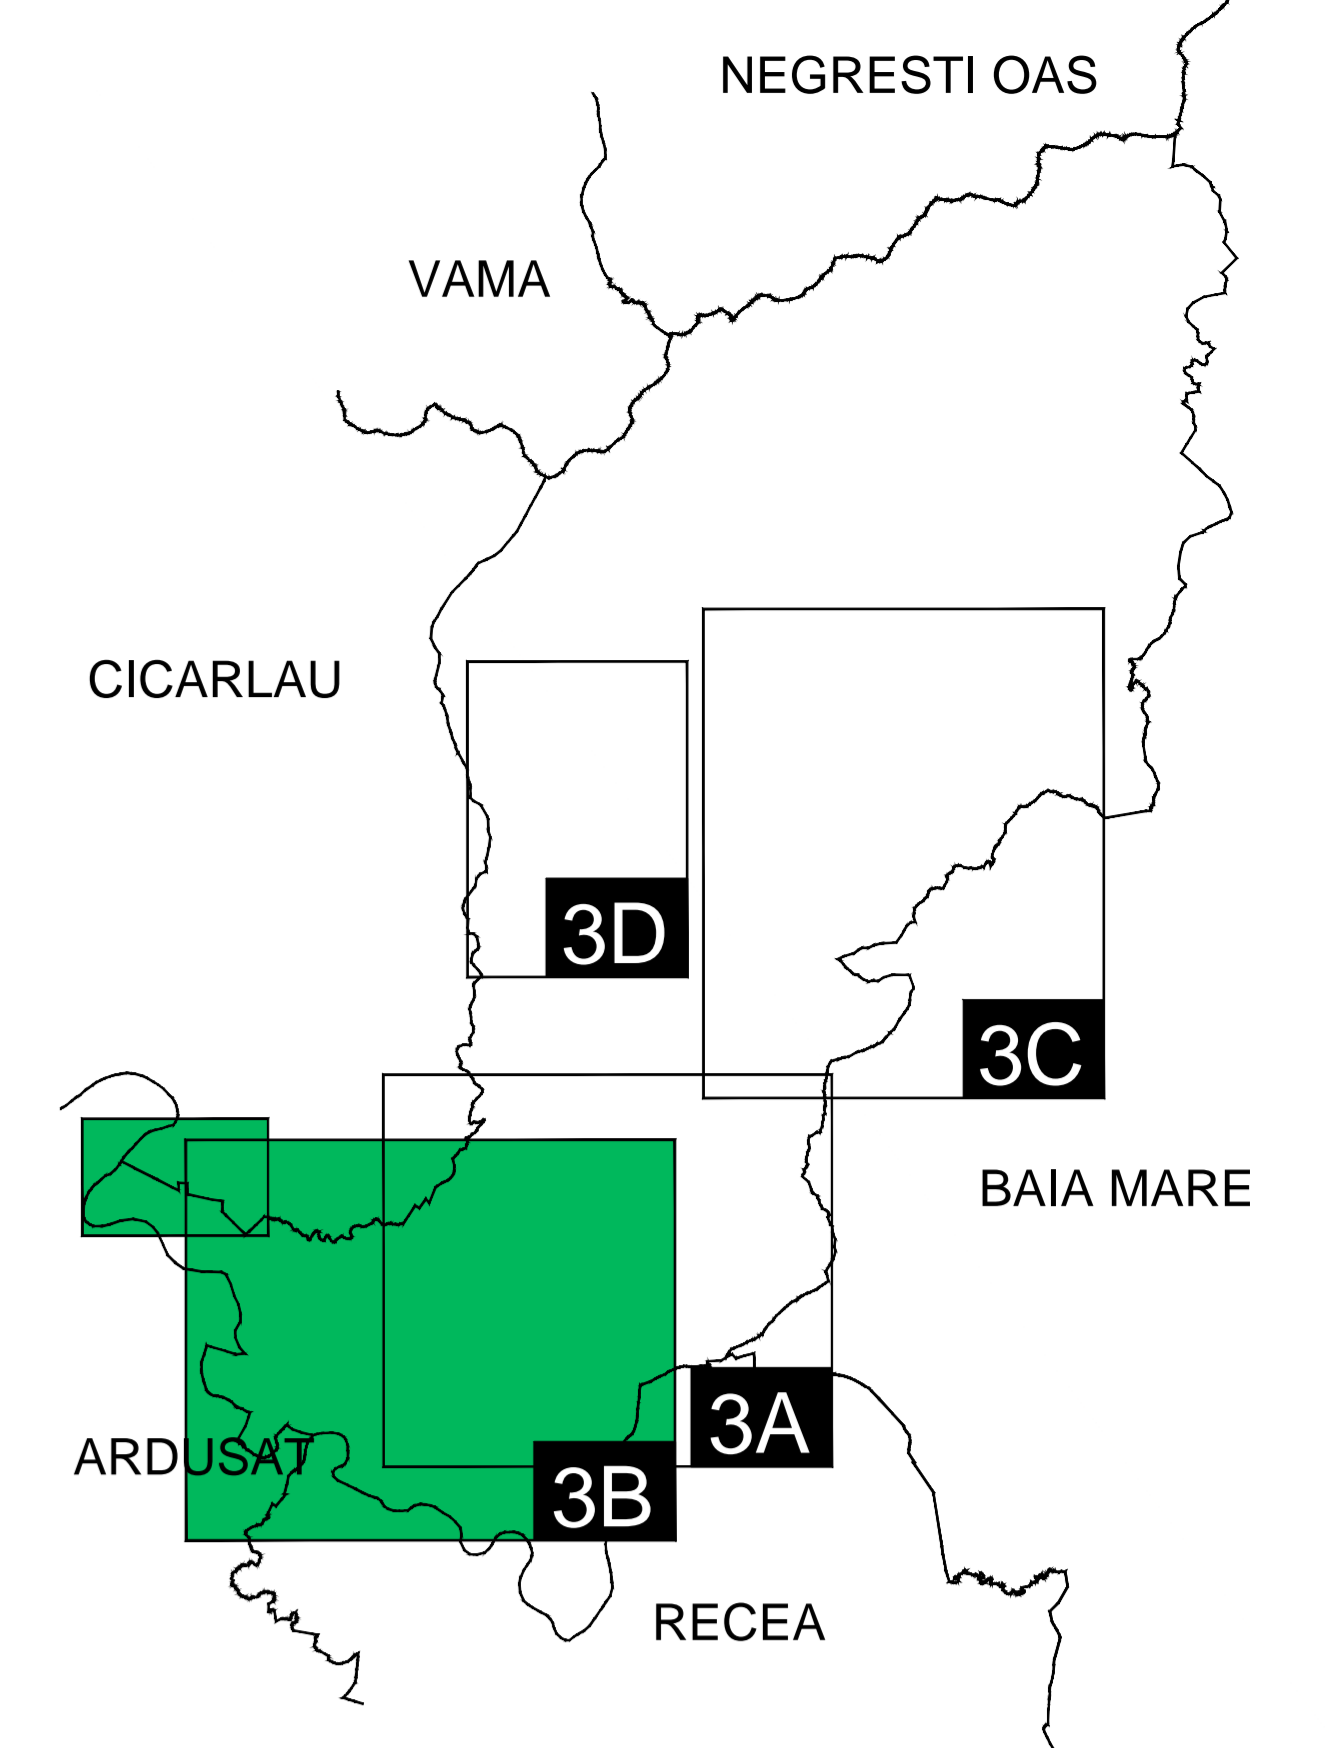 NEGRESTI OAS
VAMA
CICARLAU
3D
3C
BAIA MARE
3A
ARDUSAT
3B
RECEA